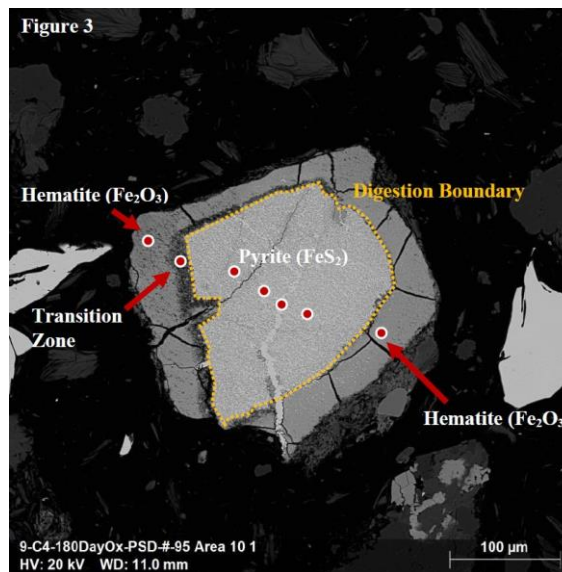 Figure 3
Hematite (Fe₂O₃)
Digestion Boundary
Pyrite (FeS₂)
Transition
Zone
Hematite (Fe₂O₃
9-C4-180DayOx-PSD-#-95 Area 10 1
HV: 20 kV WD: 11.0 mm
100 µm